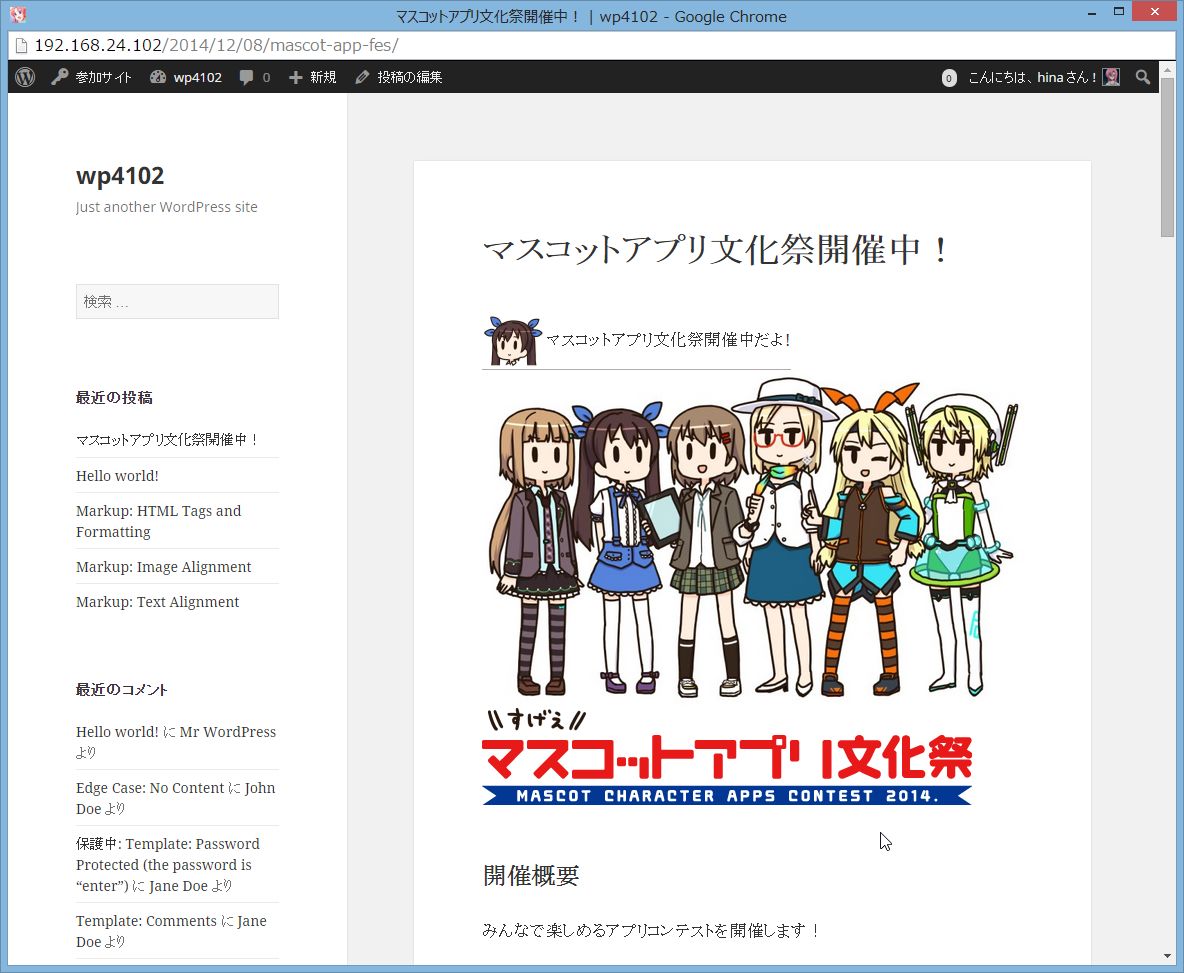 マスコットアプリ文化祭開催中！ | wp4102 - Google Chrome
192.168.24.102/2014/12/08/mascot-app-fes/
参加サイト wp4102 0 新規 投稿の編集 0 こんにちは、hina さん！
wp4102
Just another WordPress site
検索 …
最近の投稿
マスコットアプリ文化祭開催中！
Hello world!
Markup: HTML Tags and
Formatting
Markup: Image Alignment
Markup: Text Alignment
最近のコメント
Hello world! に Mr WordPress
より
Edge Case: No Content に John
Doe より
保護中: Template: Password
Protected (the password is
“enter”) に Jane Doe より
Template: Comments に Jane
Doe より
マスコットアプリ文化祭開催中！
マスコットアプリ文化祭開催中だよ!
すげえ
マスコットアプリ文化祭
MASCOT CHARACTER APPS CONTEST 2014.
開催概要
みんなで楽しめるアプリコンテストを開催します！